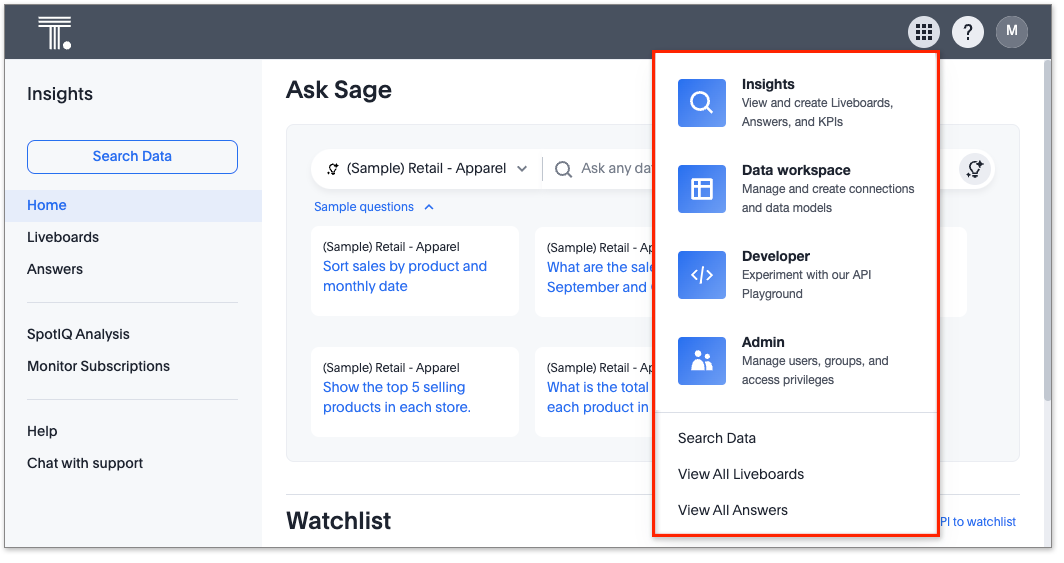 T.
?
M
Insights
Search Data
Home
Liveboards
Answers
SpotIQ Analysis
Monitor Subscriptions
Help
Chat with support
Ask Sage
(Sample) Retail - Apparel
Ask any
Sample questions
(Sample) Retail - Apparel
Sort sales by product and
monthly date
(Sample) Retail - Ap
What are the sale
September and
(Sample) Retail - Apparel
Show the top 5 selling
products in each store.
(Sample) Retail - Ap
What is the total
each product in
Watchlist
PI to watchlist
Insights
View and create Liveboards,
Answers, and KPIs
Data workspace
Manage and create connections
and data models
Developer
Experiment with our API
Playground
Admin
Manage users, groups, and
access privileges
Search Data
View All Liveboards
View All Answers